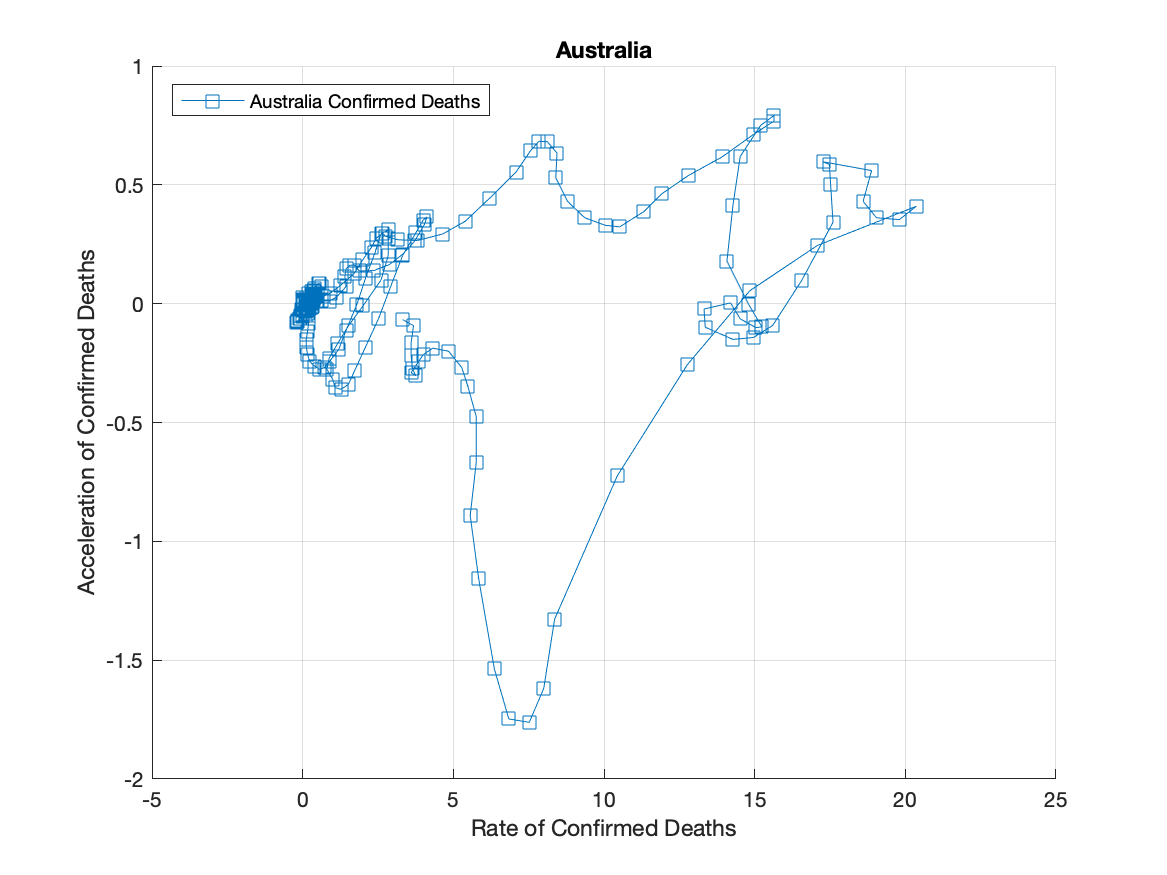 Australia
Australia Confirmed Deaths
1
0.5
0
-0.5
-1
-1.5
-2
Acceleration of Confirmed Deaths
-5 0 5 10 15 20 25
Rate of Confirmed Deaths